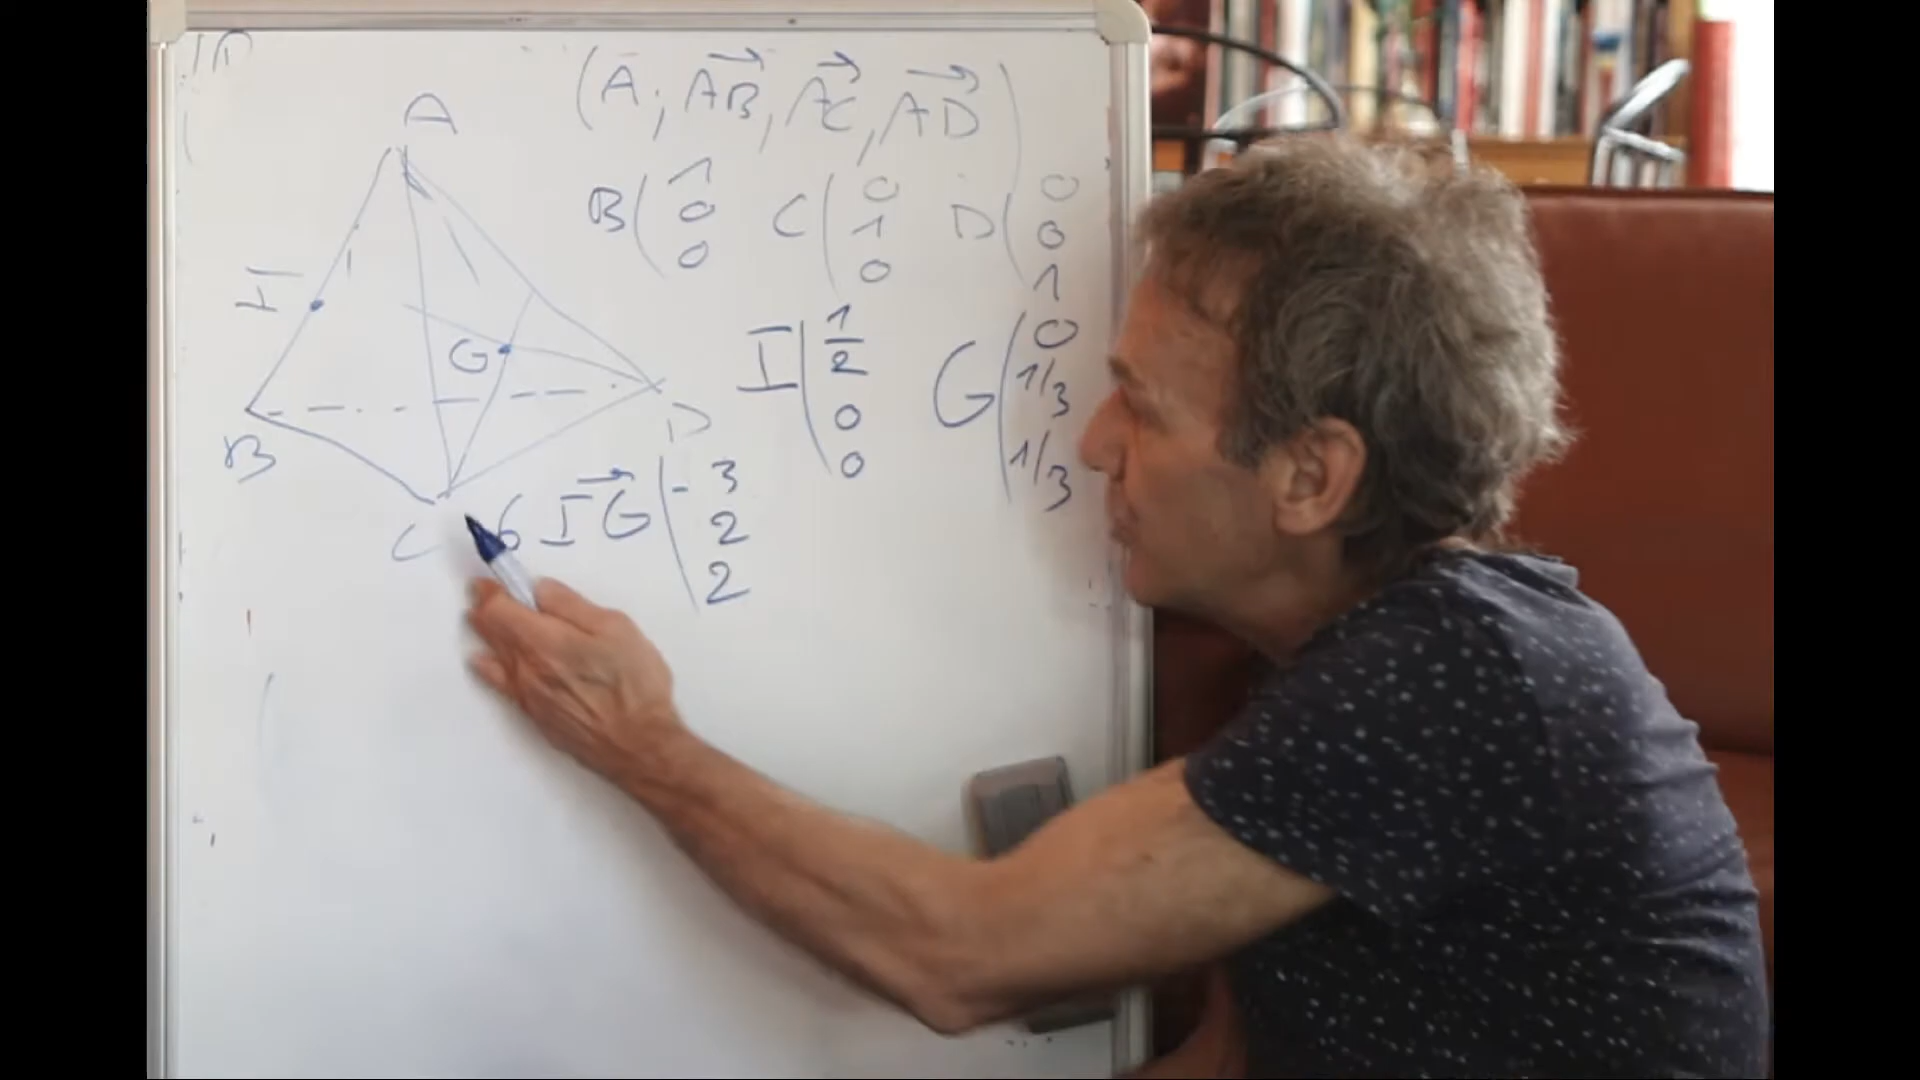 A
(A; AB, AC, AD)
B(1 0 0) C(0 1 0) D(0 0 1)
I
G
I(1/2 0 0) G(0 1/3 1/3)
B
D
C
6 IG(-3 2 2)